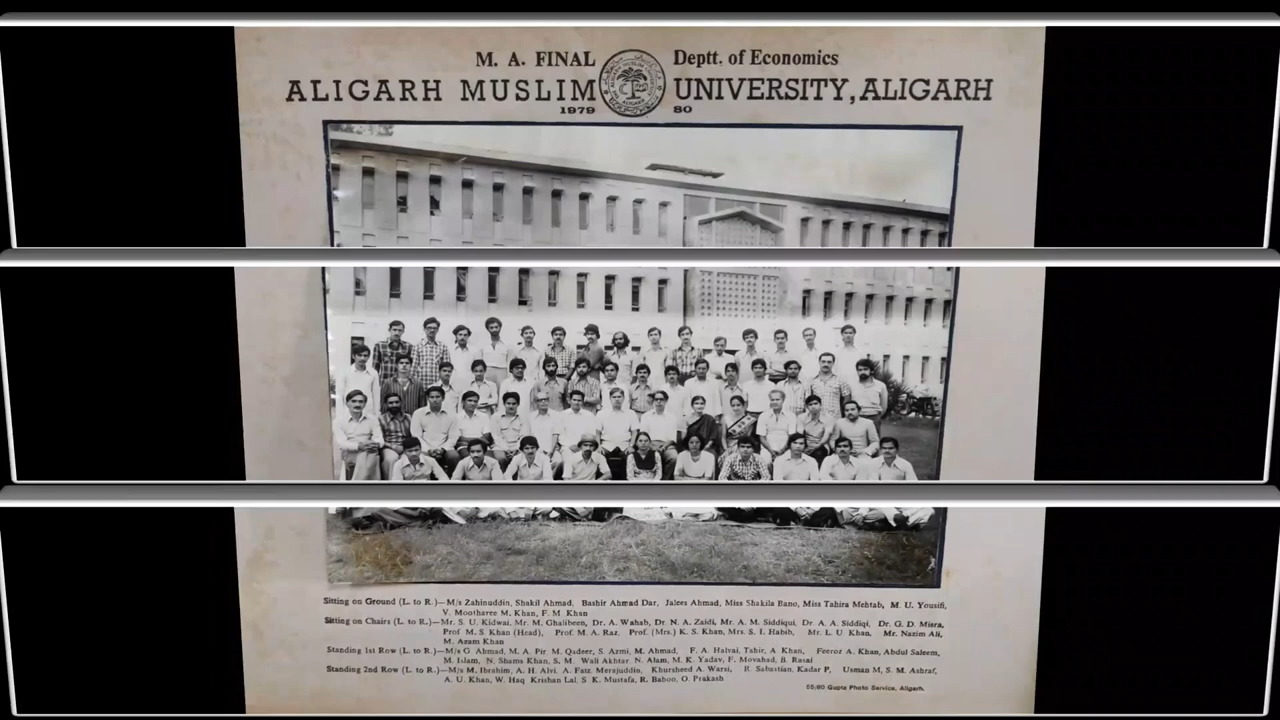 M. A. FINAL Deptt. of Economics
ALIGARH MUSLIM UNIVERSITY, ALIGARH
1979 80
ALIGARH
Sitting on Ground (L. to R.)—M/s Zahinuddin, Shakil Ahmad, Bashir Ahmad Dar, Jalees Ahmad, Miss Shakila Bano, Miss Tahira Mehtab, M. U. Yousifi,
V. Mootharee M. Khan, F. M. Khan
Sitting on Chairs (L. to R.)—Mr. S. U. Kidwai, Mr. M. Ghalibeen, Dr. A. Wahab, Dr. N. A. Zaidi, Mr. A. M. Siddiqui, Dr. A. A. Siddiqi, Dr. G. D. Misra,
Prof M. S. Khan (Head), Prof. M. A. Raz, Prof. (Mrs.) K. S. Khan, Mrs. S. I. Habib, Mr. L. U Khan, Mr. Nazim Ali,
M. Azam Khan
Standing 1st Row (L. to R.)—M/s G Ahmad, M. A. Pir M. Qadeer, S. Azmi, M. Ahmad, F. A. Halvai, Tahir, A Khan, Feeroz A. Khan, Abdul Saleem,
M. Islam, N. Shams Khan, S. M. Wali Akhtar, N. Alam, M. K. Yadav, F. Movahad, B. Rasai
Standing 2nd Row (L. to R.)—M/s M. Ibrahim, A. H. Alvi, A. Faiz, Merajuddin, Khursheed A. Warsi, R. Sabastian, Kadar P, Usman M, S. M. Ashraf,
A. U. Khan, W. Haq Krishan Lal, S K. Mustafa, R. Baboo, O. Prakash
55/80 Gupta Photo Service, Aligarh.